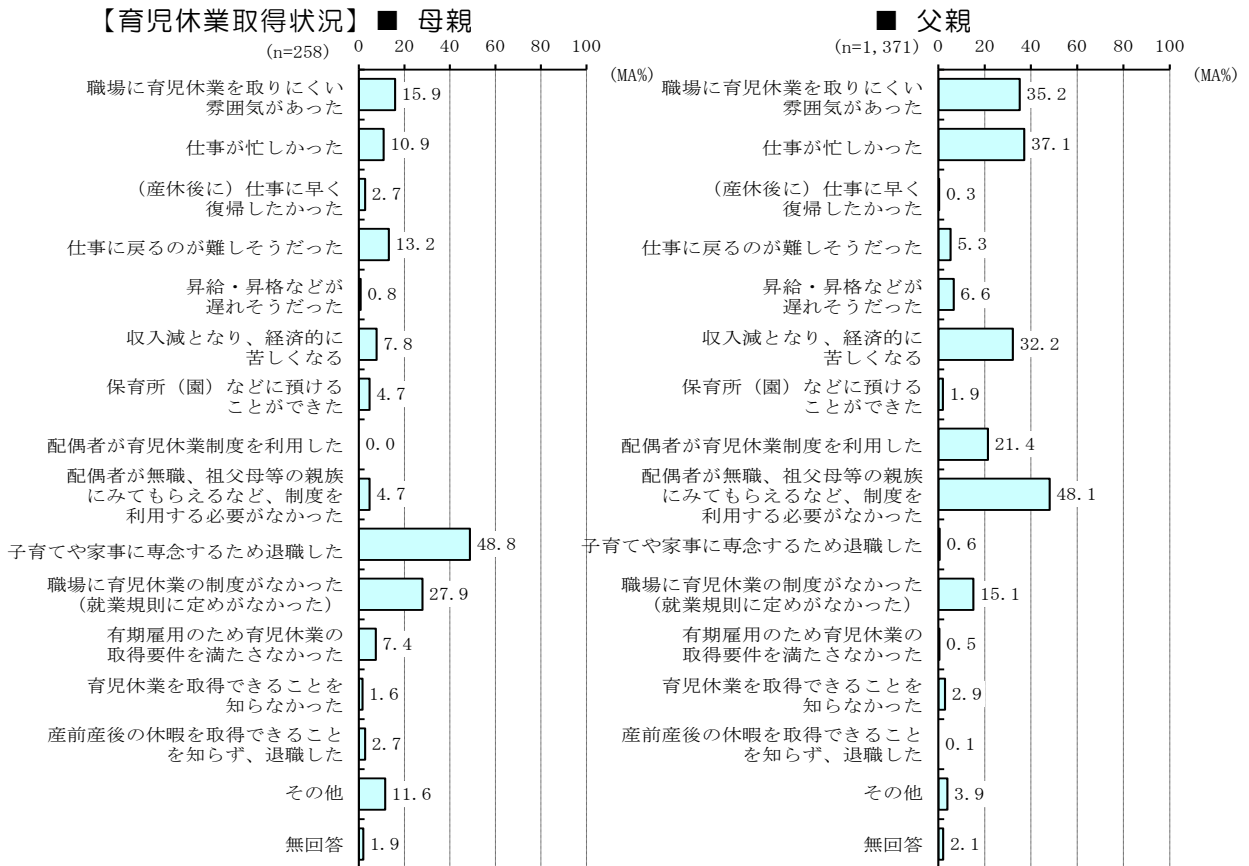 【育児休業取得状況】■ 母親
(n=258)
0 20 40 60 80 100
(MA%)
職場に育児休業を取りにくい
雰囲気があった
15.9
仕事が忙しかった
10.9
（産休後に）仕事に早く
復帰したかった
2.7
仕事に戻るのが難しそうだった
13.2
昇給・昇格などが
遅れそうだった
0.8
収入減となり、経済的に
苦しくなる
7.8
保育所（園）などに預ける
ことができた
4.7
配偶者が育児休業制度を利用した
0.0
配偶者が無職、祖父母等の親族
にみてもらえるなど、制度を
利用する必要がなかった
4.7
子育てや家事に専念するため退職した
48.8
職場に育児休業の制度がなかった
（就業規則に定めがなかった）
27.9
有期雇用のため育児休業の
取得要件を満たさなかった
7.4
育児休業を取得できることを
知らなかった
1.6
産前産後の休暇を取得できること
を知らず、退職した
2.7
その他
11.6
無回答
1.9
■ 父親
(n=1,371)
0 20 40 60 80 100
(MA%)
職場に育児休業を取りにくい
雰囲気があった
35.2
仕事が忙しかった
37.1
（産休後に）仕事に早く
復帰したかった
0.3
仕事に戻るのが難しそうだった
5.3
昇給・昇格などが
遅れそうだった
6.6
収入減となり、経済的に
苦しくなる
32.2
保育所（園）などに預ける
ことができた
1.9
配偶者が育児休業制度を利用した
21.4
配偶者が無職、祖父母等の親族
にみてもらえるなど、制度を
利用する必要がなかった
48.1
子育てや家事に専念するため退職した
0.6
職場に育児休業の制度がなかった
（就業規則に定めがなかった）
15.1
有期雇用のため育児休業の
取得要件を満たさなかった
0.5
育児休業を取得できることを
知らなかった
2.9
産前産後の休暇を取得できること
を知らず、退職した
0.1
その他
3.9
無回答
2.1